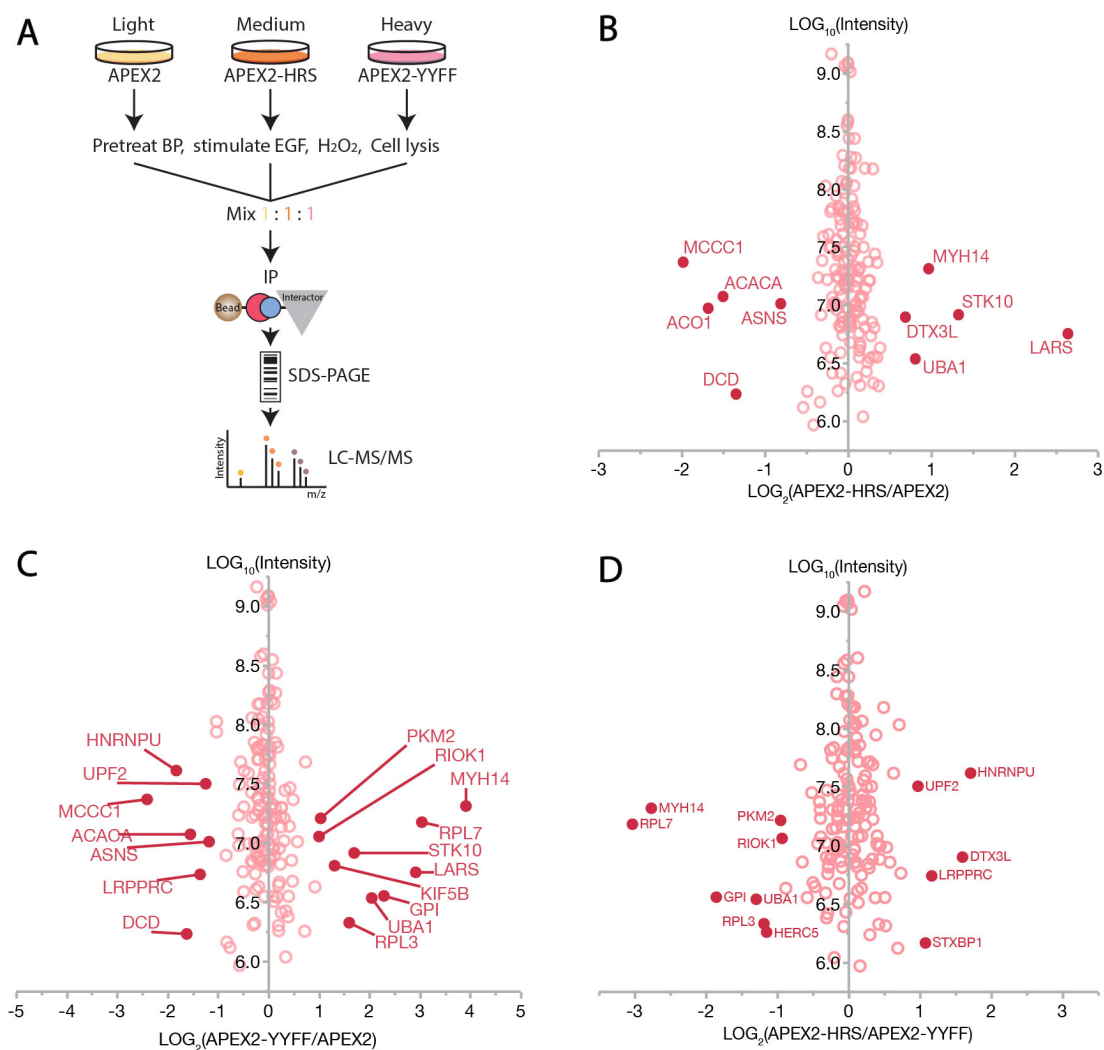 A
Light Medium Heavy
APEX2 APEX2-HRS APEX2-YYFF
Pretreat BP, stimulate EGF, H₂O₂, Cell lysis
Mix 1 : 1 : 1
IP
Bead Interactor
SDS-PAGE
LC-MS/MS
Intensity
m/z
B
LOG₁₀(Intensity)
9.0
8.5
8.0
7.5
7.0
6.5
6.0
MCCC1
ACACA
ACO1
ASNS
DCD
MYH14
STK10
DTX3L
LARS
UBA1
-3 -2 -1 0 1 2 3
LOG₂(APEX2-HRS/APEX2)
C
LOG₁₀(Intensity)
9.0
8.5
8.0
7.5
7.0
6.5
6.0
HNRNPU
UPF2
MCCC1
ACACA
ASNS
LRPPRC
DCD
PKM2
RIOK1
MYH14
RPL7
STK10
LARS
KIF5B
GPI
UBA1
RPL3
-5 -4 -3 -2 -1 0 1 2 3 4 5
LOG₂(APEX2-YYFF/APEX2)
D
LOG₁₀(Intensity)
9.0
8.5
8.0
7.5
7.0
6.5
6.0
MYH14
RPL7
PKM2
RIOK1
GPI
UBA1
RPL3
HERC5
HNRNPU
UPF2
DTX3L
LRPPRC
STXBP1
-3 -2 -1 0 1 2 3
LOG₂(APEX2-HRS/APEX2-YYFF)